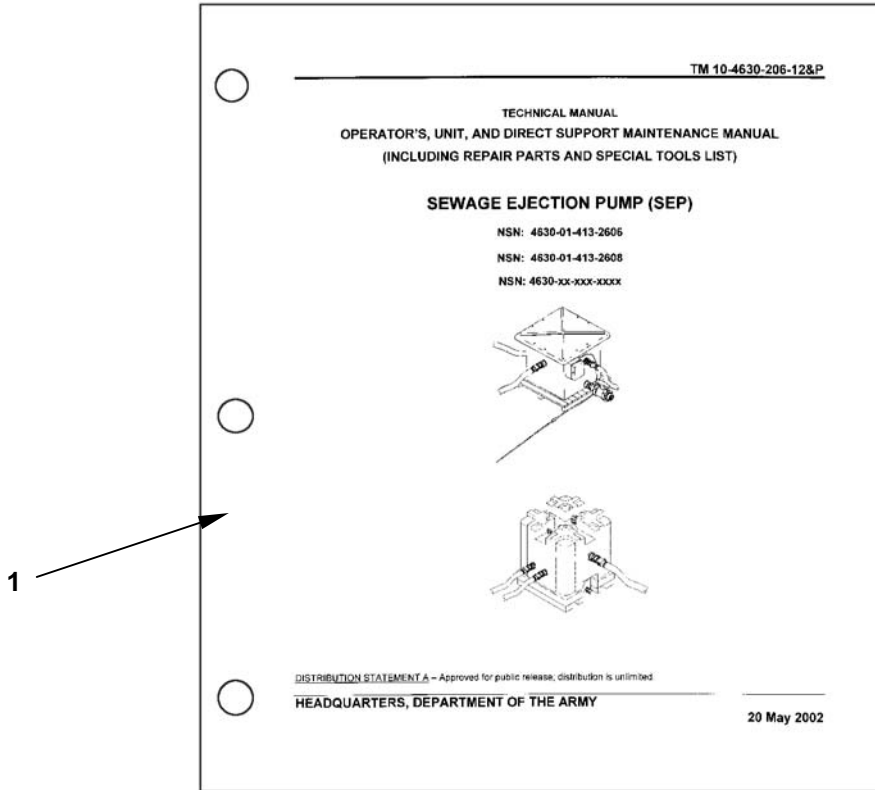 TM 10-4630-206-12&P
TECHNICAL MANUAL
OPERATOR'S, UNIT, AND DIRECT SUPPORT MAINTENANCE MANUAL
(INCLUDING REPAIR PARTS AND SPECIAL TOOLS LIST)
SEWAGE EJECTION PUMP (SEP)
NSN: 4630-01-413-2606
NSN: 4630-01-413-2608
NSN: 4630-xx-xxx-xxxx
1
DISTRIBUTION STATEMENT A – Approved for public release; distribution is unlimited
HEADQUARTERS, DEPARTMENT OF THE ARMY
20 May 2002